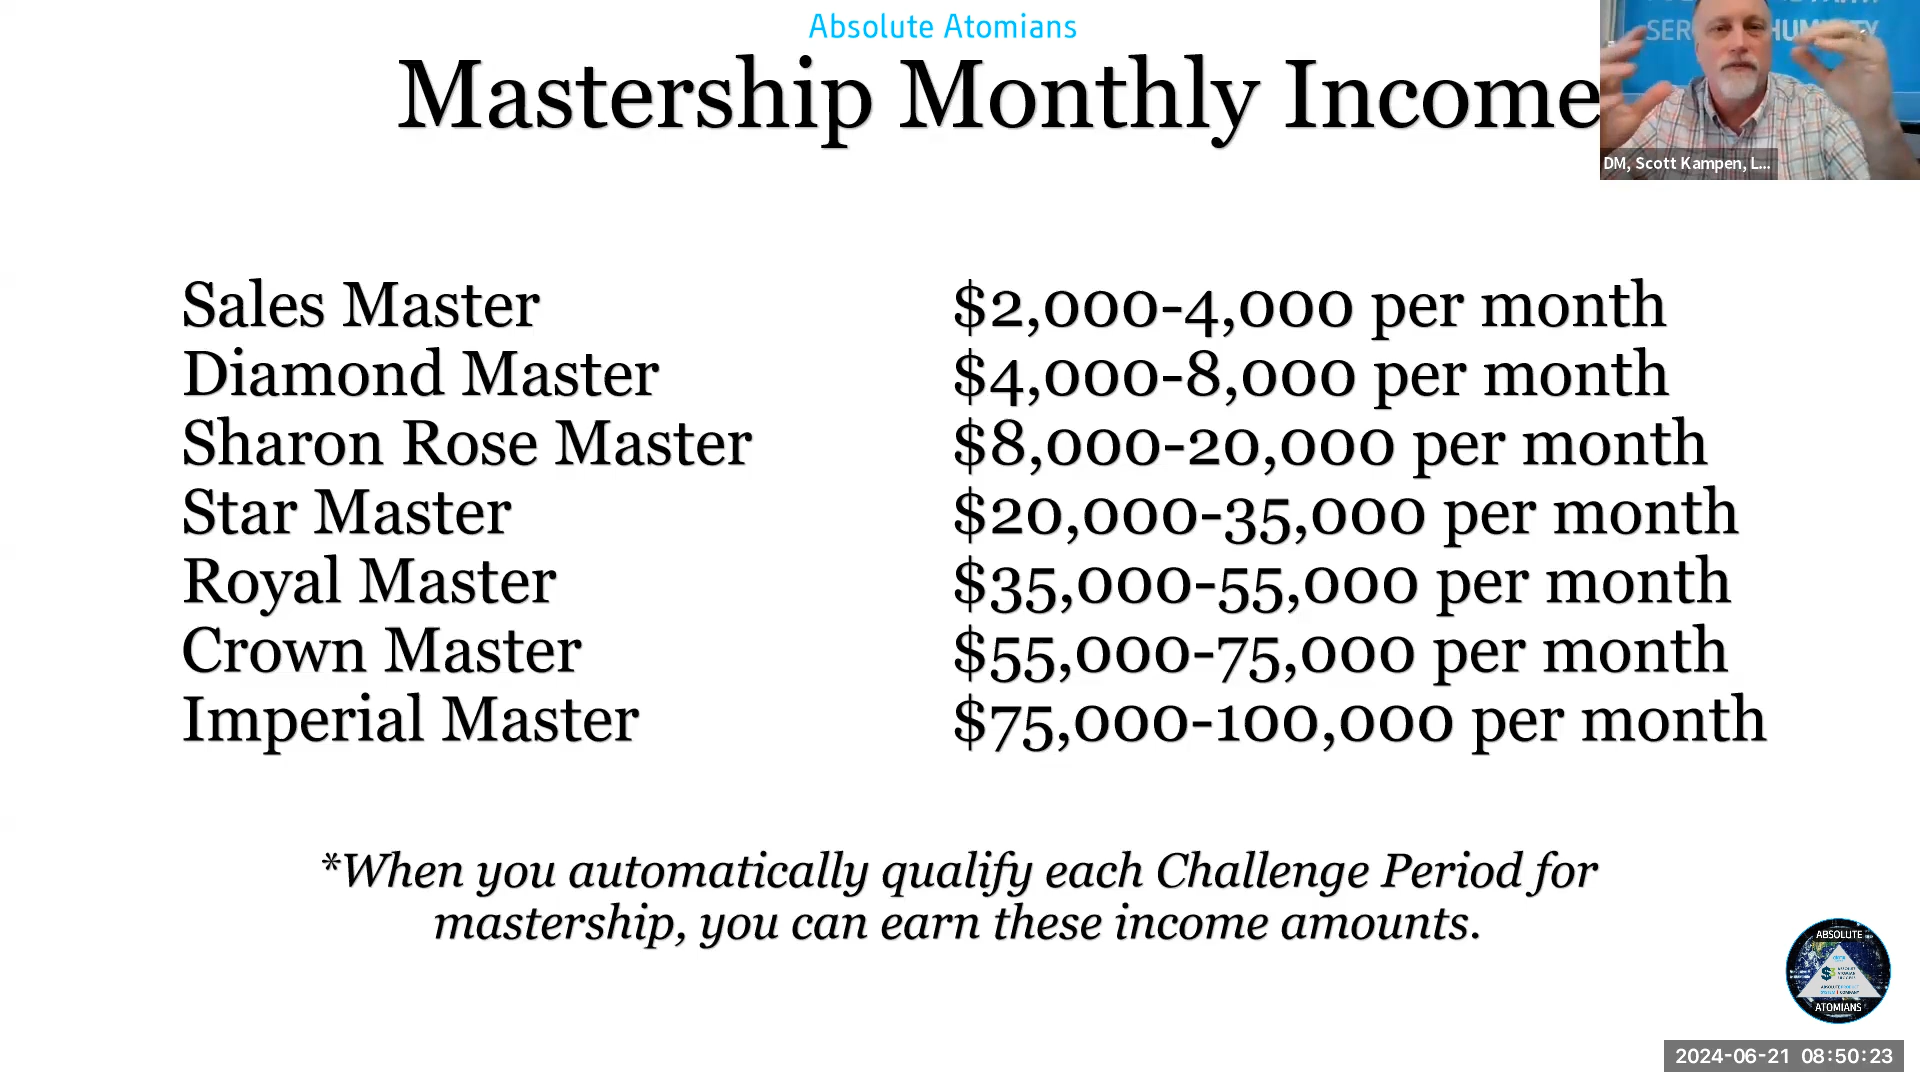 Absolute Atomians
Mastership Monthly Income
DM, Scott Kampen, L...
Sales Master $2,000-4,000 per month
Diamond Master $4,000-8,000 per month
Sharon Rose Master $8,000-20,000 per month
Star Master $20,000-35,000 per month
Royal Master $35,000-55,000 per month
Crown Master $55,000-75,000 per month
Imperial Master $75,000-100,000 per month
*When you automatically qualify each Challenge Period for
mastership, you can earn these income amounts.
ABSOLUTE
ATOMIANS
2024-06-21 08:50:23